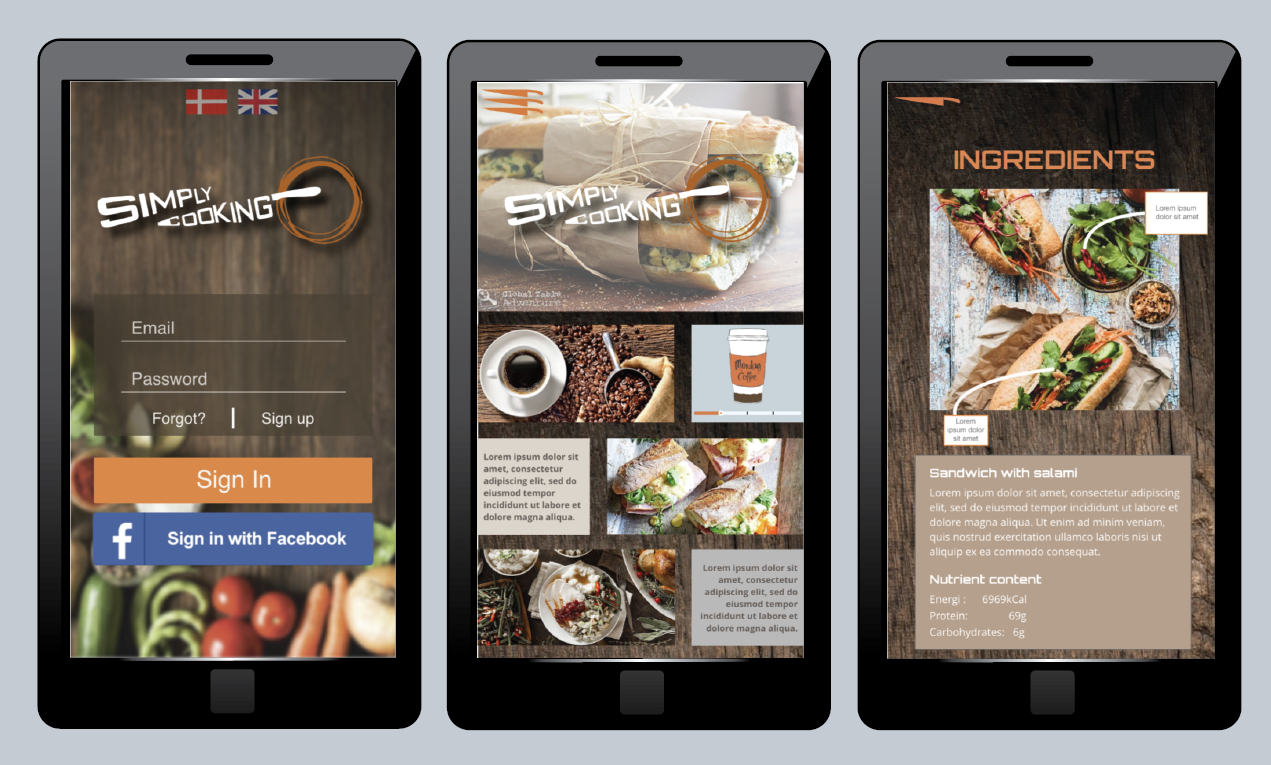 SIMPLY
COOKING
Email
Password
Forgot? Sign up
Sign In
f Sign in with Facebook
SIMPLY
COOKING
Global Table
Adventure
Monday
Coffee
Lorem ipsum dolor sit
amet, consectetur
adipiscing elit, sed do
eiusmod tempor
incididunt ut labore et
dolore magna aliqua.
Lorem ipsum dolor sit
amet, consectetur
adipiscing elit, sed do
eiusmod tempor
incididunt ut labore et
dolore magna aliqua.
INGREDIENTS
Lorem ipsum
dolor sit amet
Lorem
ipsum dolor
sit amet
Sandwich with salami
Lorem ipsum dolor sit amet, consectetur adipiscing
elit, sed do eiusmod tempor incididunt ut labore et
dolore magna aliqua. Ut enim ad minim veniam,
quis nostrud exercitation ullamco laboris nisi ut
aliquip ex ea commodo consequat.
Nutrient content
Energi : 6969kCal
Protein: 69g
Carbohydrates: 6g